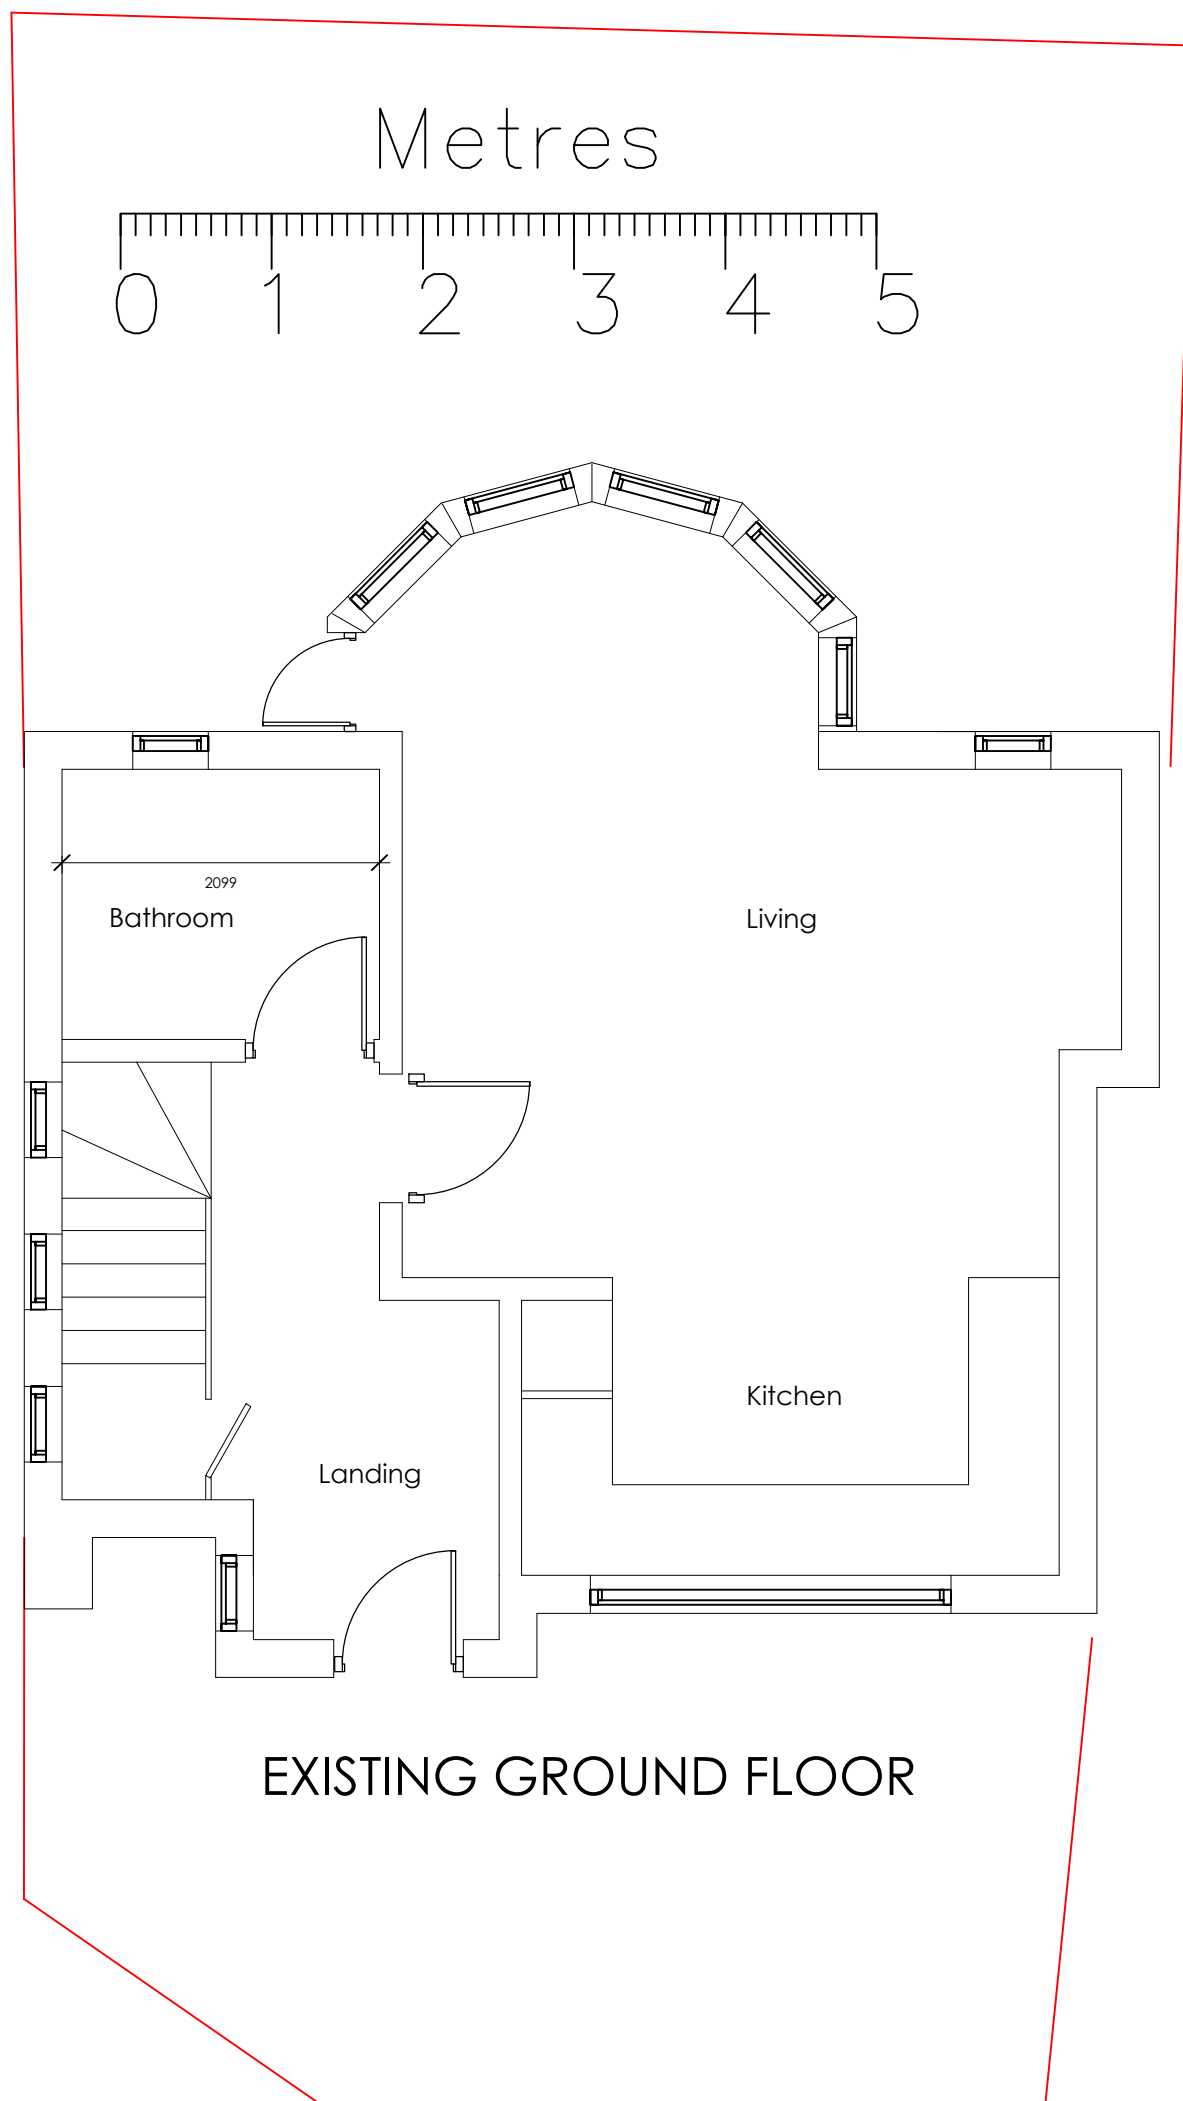 Metres
0 1 2 3 4 5
2099
Bathroom
Living
Kitchen
Landing
EXISTING GROUND FLOOR